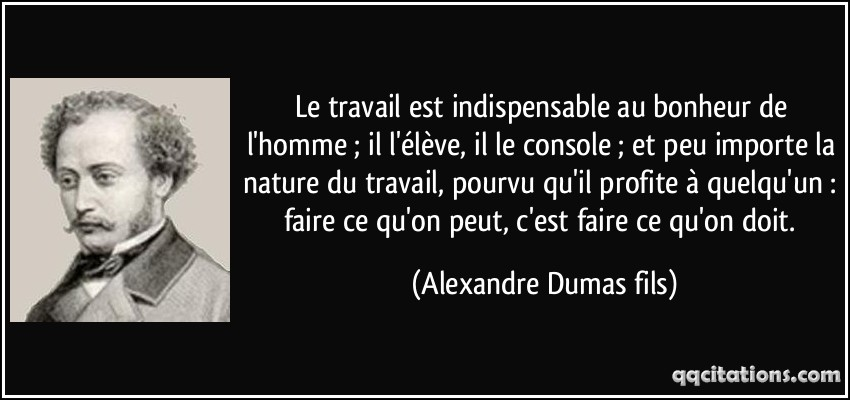 Le travail est indispensable au bonheur de
l'homme ; il l'élève, il le console ; et peu importe la
nature du travail, pourvu qu'il profite à quelqu'un :
faire ce qu'on peut, c'est faire ce qu'on doit.
(Alexandre Dumas fils)
qqcitations.com